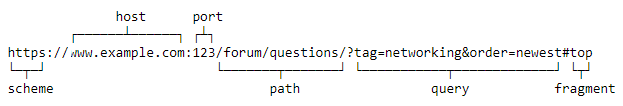 host port
https://www.example.com:123/forum/questions/?tag=networking&order=newest#top
scheme path query fragment